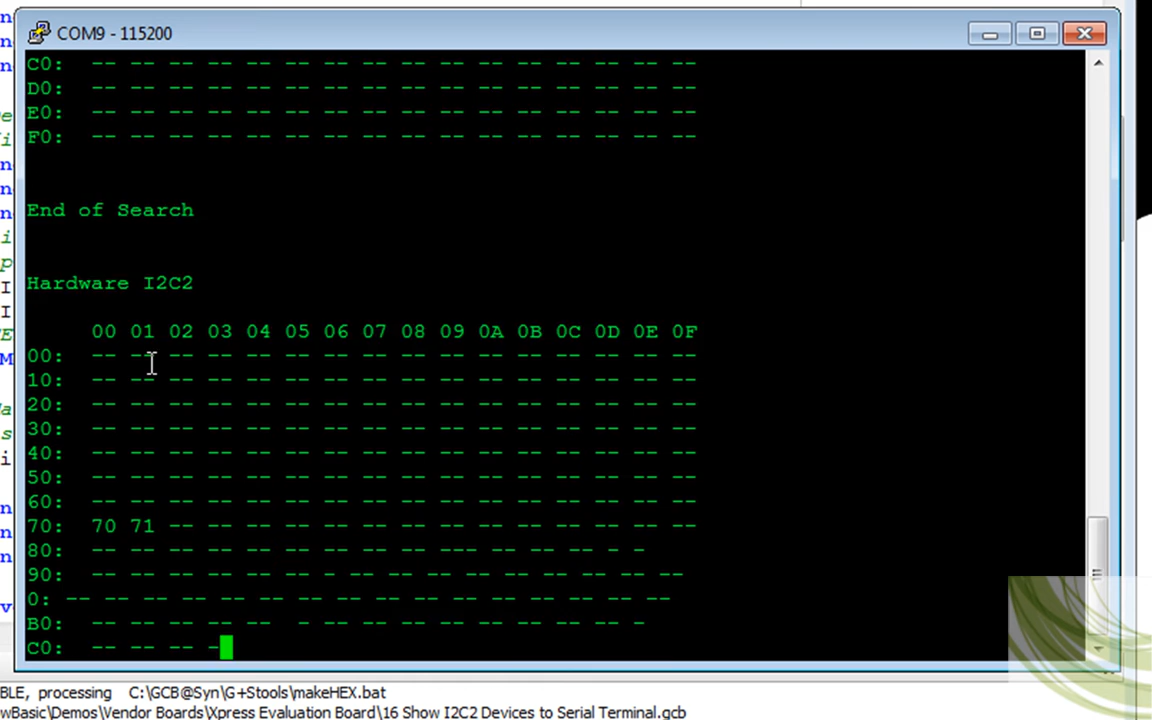 COM9 - 115200
C0: -- -- -- -- -- -- -- -- -- -- -- -- -- -- -- --
D0: -- -- -- -- -- -- -- -- -- -- -- -- -- -- -- --
E0: -- -- -- -- -- -- -- -- -- -- -- -- -- -- -- --
F0: -- -- -- -- -- -- -- -- -- -- -- -- -- -- -- --
End of Search
Hardware I2C2
00 01 02 03 04 05 06 07 08 09 0A 0B 0C 0D 0E 0F
00: -- -- -- -- -- -- -- -- -- -- -- -- -- -- -- --
10: -- -- -- -- -- -- -- -- -- -- -- -- -- -- -- --
20: -- -- -- -- -- -- -- -- -- -- -- -- -- -- -- --
30: -- -- -- -- -- -- -- -- -- -- -- -- -- -- -- --
40: -- -- -- -- -- -- -- -- -- -- -- -- -- -- -- --
50: -- -- -- -- -- -- -- -- -- -- -- -- -- -- -- --
60: -- -- -- -- -- -- -- -- -- -- -- -- -- -- -- --
70: 70 71 -- -- -- -- -- -- -- -- -- -- -- -- -- --
80: -- -- -- -- -- -- -- -- -- --- -- -- -- - -
90: -- -- -- -- -- -- - -- -- -- -- -- -- -- -- --
0: -- -- -- -- -- -- -- -- -- -- -- -- -- -- -- --
B0: -- -- -- -- -- - -- -- -- -- -- -- -- -- -
C0: -- -- -- -
BLE, processing C:\GCB@Syn\G+Stools\makeHEX.bat
wBasic\Demos\Vendor Boards\Xpress Evaluation Board\16 Show I2C2 Devices to Serial Terminal.gcb